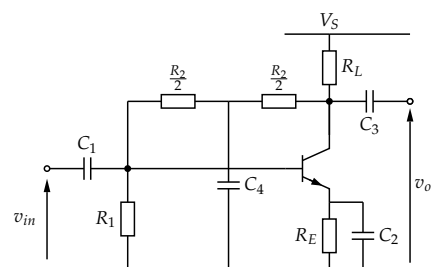 V_S
R_2/2
R_2/2
R_L
C_3
C_1
C_4
v_in
R_1
v_o
R_E
C_2